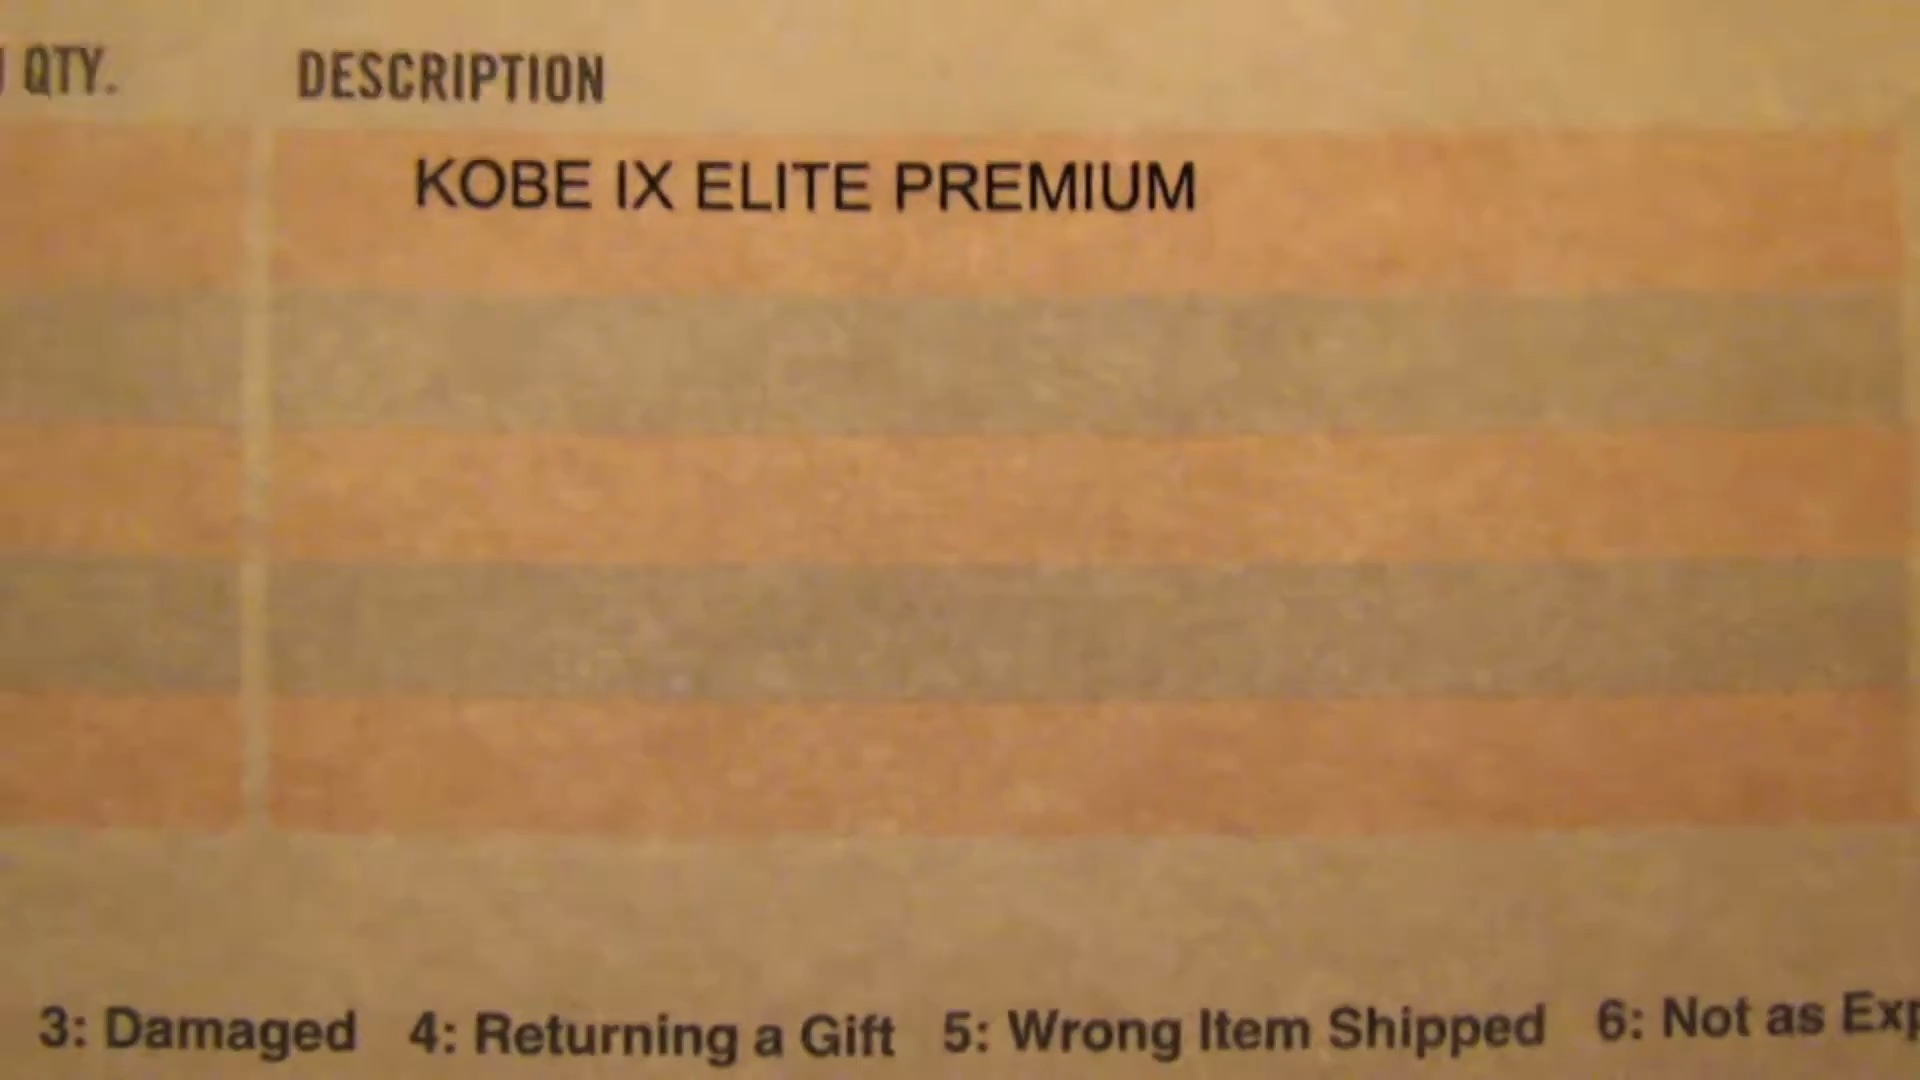 QTY. DESCRIPTION
KOBE IX ELITE PREMIUM
3: Damaged 4: Returning a Gift 5: Wrong Item Shipped 6: Not as